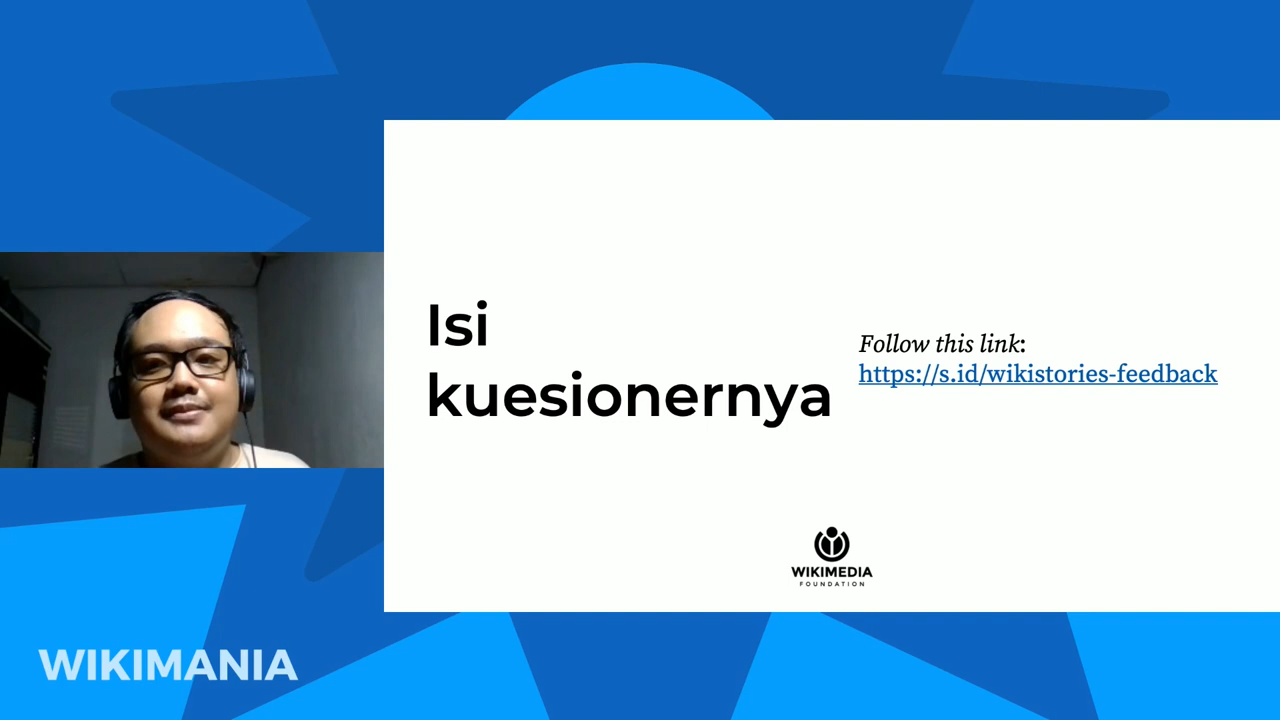 Isi
kuesionernya
Follow this link:
https://s.id/wikistories-feedback
WIKIMEDIA
FOUNDATION
WIKIMANIA